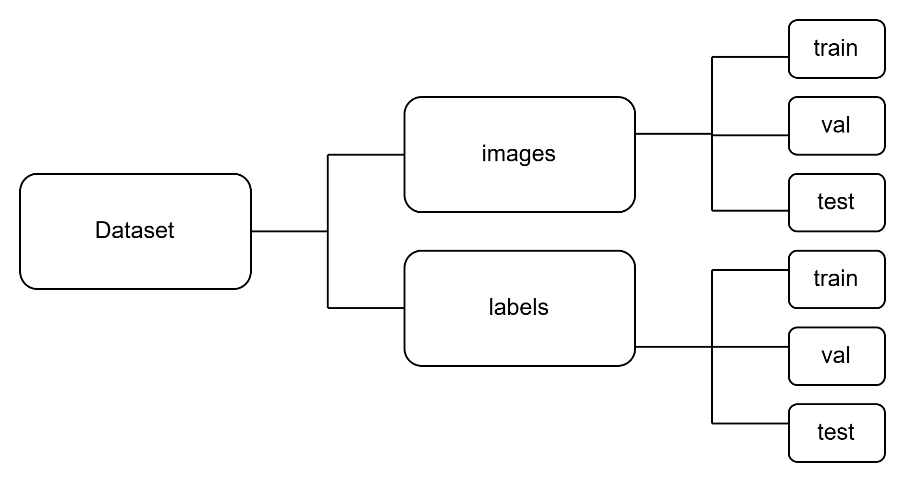 Dataset
images
train
val
test
labels
train
val
test